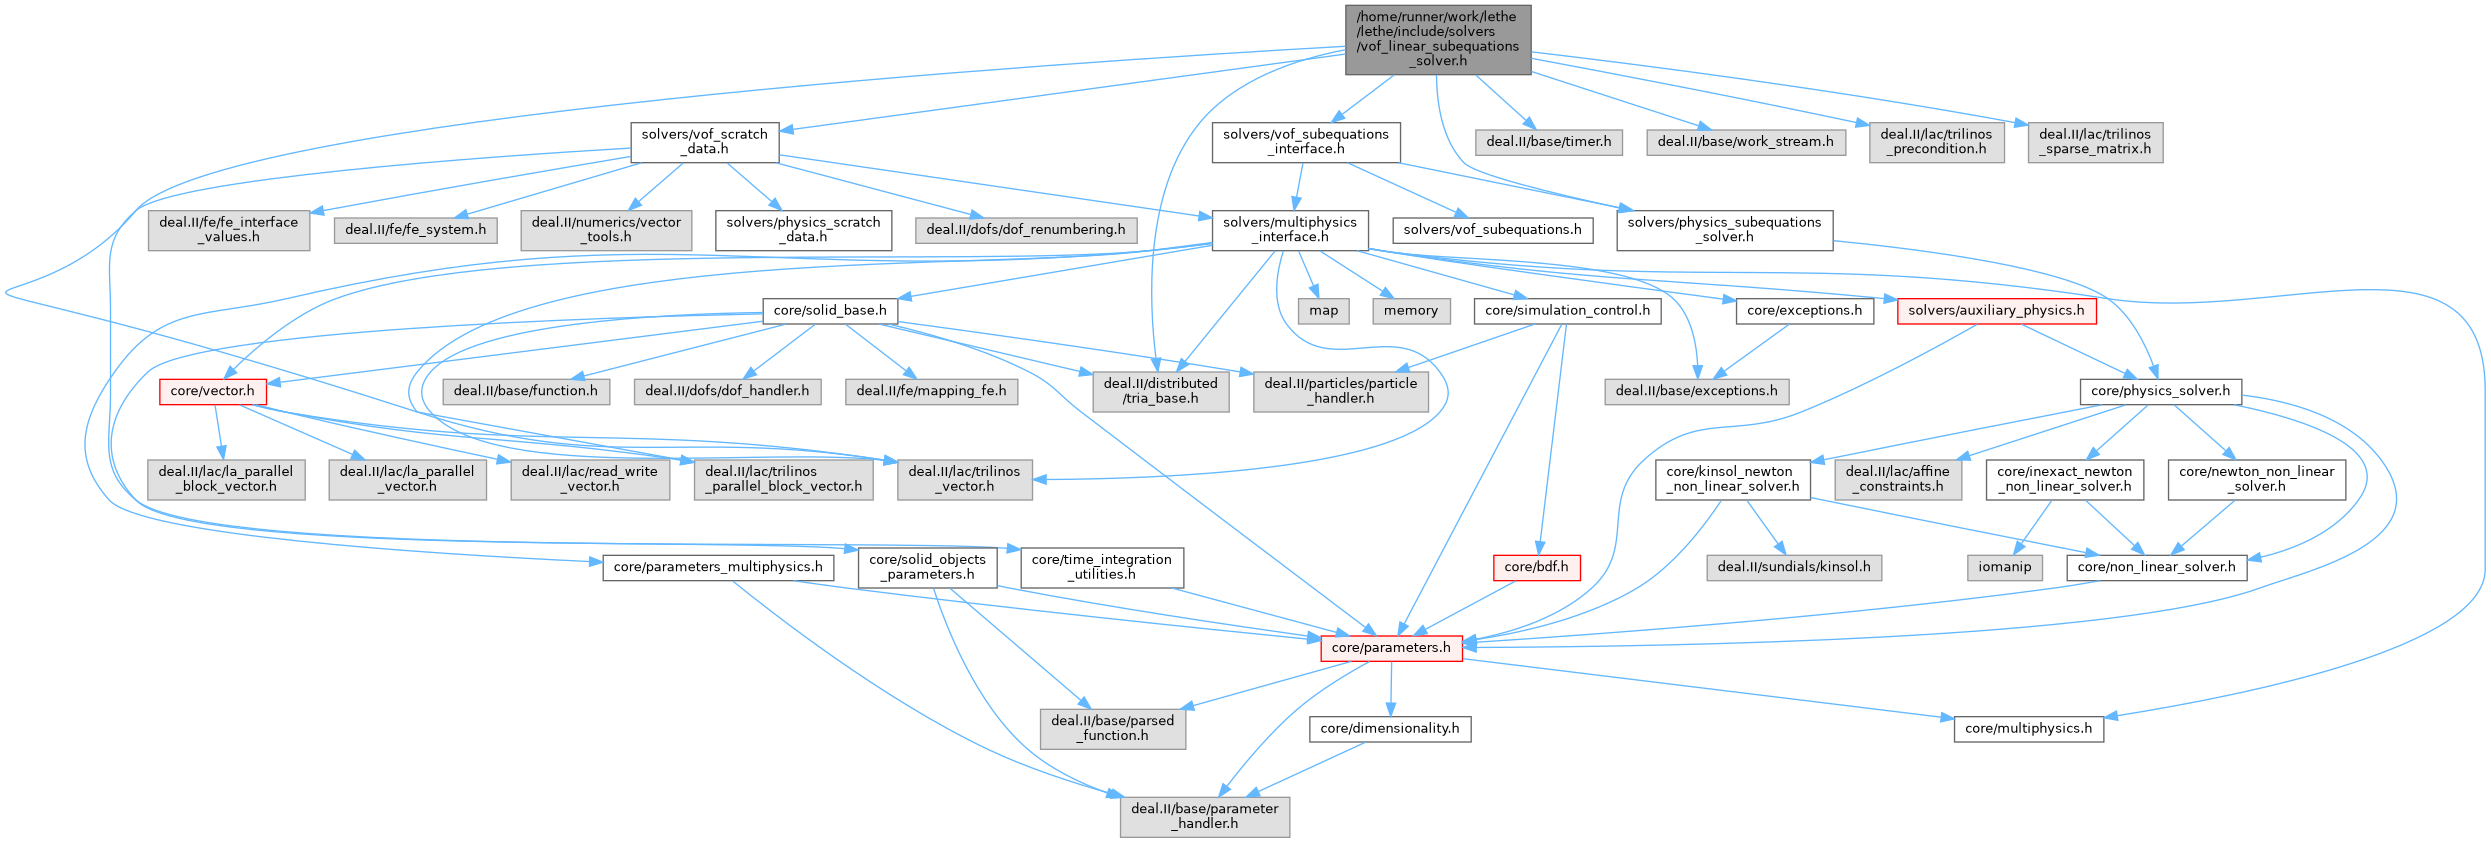 /home/runner/work/lethe
/lethe/include/solvers
/vof_linear_subequations
_solver.h
solvers/vof_scratch
_data.h
solvers/vof_subequations
_interface.h
deal.II/base/timer.h
deal.II/base/work_stream.h
deal.II/lac/trilinos
_precondition.h
deal.II/lac/trilinos
_sparse_matrix.h
deal.II/fe/fe_interface
_values.h
deal.II/fe/fe_system.h
deal.II/numerics/vector
_tools.h
solvers/physics_scratch
_data.h
deal.II/dofs/dof_renumbering.h
solvers/multiphysics
_interface.h
solvers/vof_subequations.h
solvers/physics_subequations
_solver.h
core/solid_base.h
map
memory
core/simulation_control.h
core/exceptions.h
solvers/auxiliary_physics.h
core/vector.h
deal.II/base/function.h
deal.II/dofs/dof_handler.h
deal.II/fe/mapping_fe.h
deal.II/distributed
/tria_base.h
deal.II/particles/particle
_handler.h
deal.II/base/exceptions.h
core/physics_solver.h
deal.II/lac/la_parallel
_block_vector.h
deal.II/lac/la_parallel
_vector.h
deal.II/lac/read_write
_vector.h
deal.II/lac/trilinos
_parallel_block_vector.h
deal.II/lac/trilinos
_vector.h
core/kinsol_newton
_non_linear_solver.h
deal.II/lac/affine
_constraints.h
core/inexact_newton
_non_linear_solver.h
core/newton_non_linear
_solver.h
core/parameters_multiphysics.h
core/solid_objects
_parameters.h
core/time_integration
_utilities.h
core/bdf.h
deal.II/sundials/kinsol.h
iomanip
core/non_linear_solver.h
core/parameters.h
deal.II/base/parsed
_function.h
core/dimensionality.h
core/multiphysics.h
deal.II/base/parameter
_handler.h